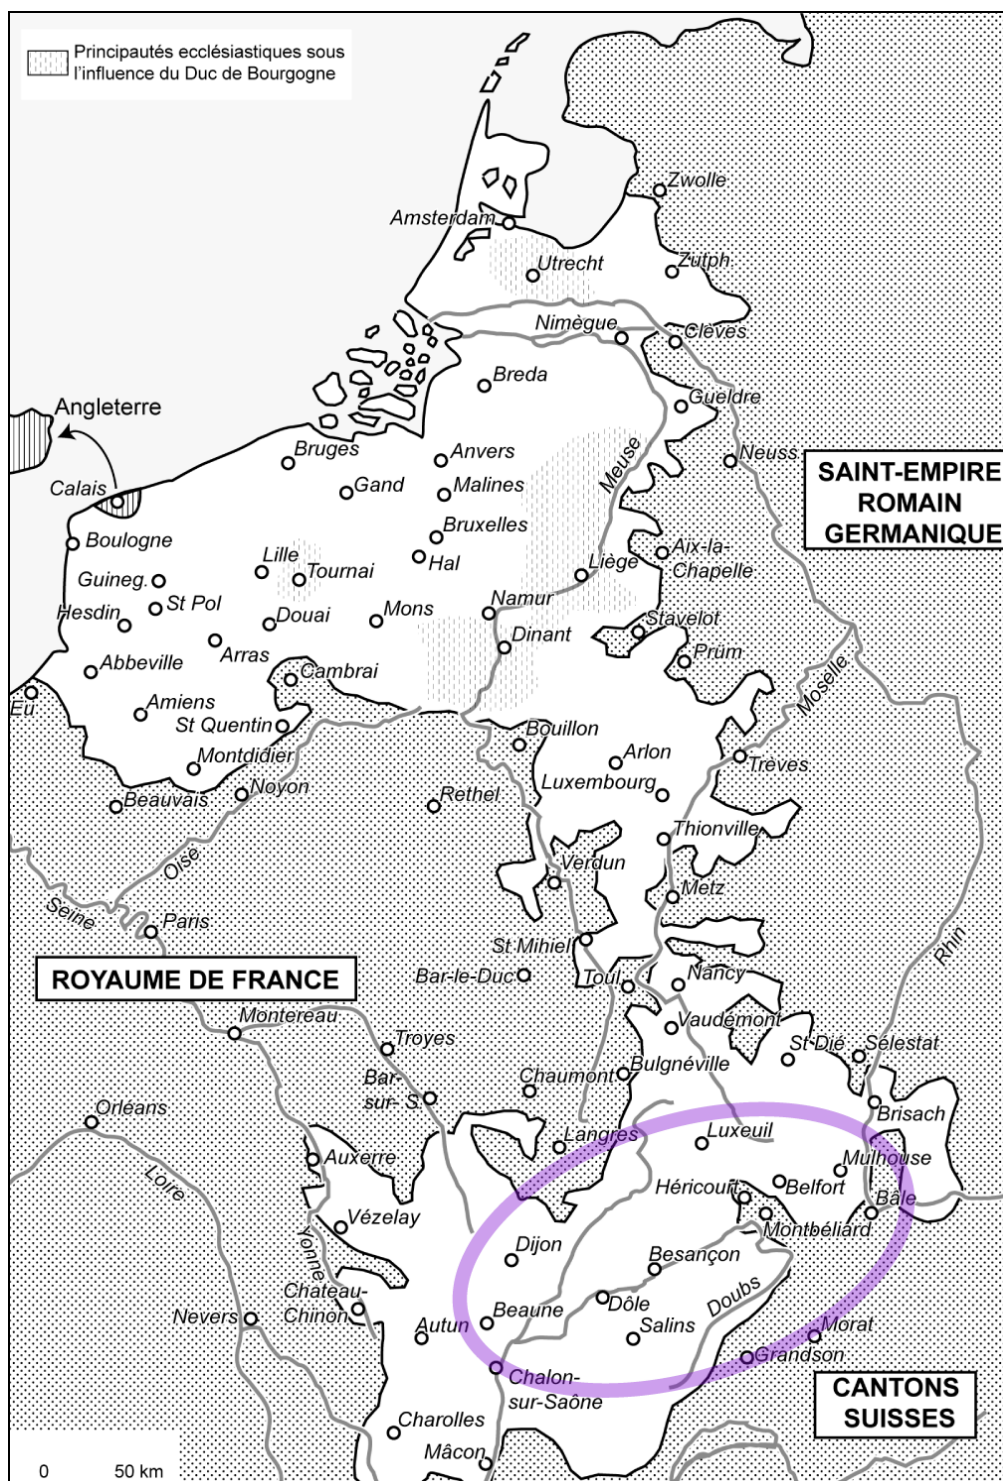 Principautés ecclésiastiques sous
l'influence du Duc de Bourgogne
Zwolle
Amsterdam
Utrecht
Zutph.
Nimègue
Clèves
Breda
Gueldre
Angleterre
Bruges
Anvers
Meuse
Neuss
SAINT-EMPIRE
ROMAIN
GERMANIQUE
Calais
Gand
Malines
Boulogne
Bruxelles
Lille
Hal
Aix-la-
Chapelle
Guineg.
Tournai
Liège
Hesdin
St Pol
Douai
Mons
Namur
Stavelot
Arras
Dinant
Prüm
Abbeville
Cambrai
Moselle
Eu
Amiens
St Quentin
Bouillon
Arlon
Montdidier
Luxembourg
Trèves
Beauvais
Noyon
Rethel
Thionville
Oise
Verdun
Metz
Seine
Paris
St Mihiel
Rhin
ROYAUME DE FRANCE
Bar-le-Duc
Toul
Nancy
Montereau
Troyes
Vaudémont
St Dié
Sélestat
Bar-
sur- S.
Chaumont
Bulgnéville
Orléans
Brisach
Langres
Luxeuil
Auxerre
Mulhouse
Loire
Héricourt
Belfort
Vézelay
Montbéliard
Bâle
Yonne
Dijon
Besançon
Chateau-
Chinon
Doubs
Nevers
Beaune
Dôle
Autun
Salins
Morat
Grandson
Chalon-
sur-Saône
CANTONS
SUISSES
Charolles
Mâcon
0 50 km